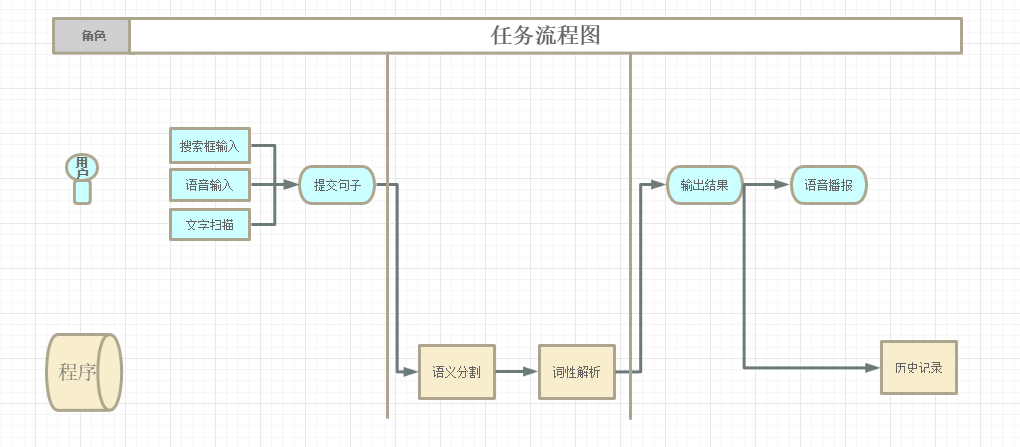 角色
任务流程图
用户
搜索框输入
语音输入
文字扫描
提交句子
输出结果
语音播报
程序
语义分割
词性解析
历史记录